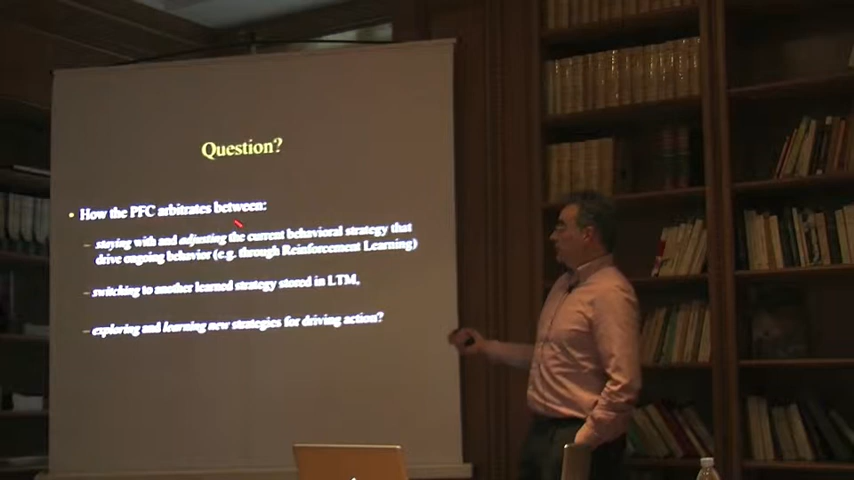 Question?
• How the PFC arbitrates between:
– staying with and adjusting the current behavioral strategy that
drive ongoing behavior (e.g. through Reinforcement Learning)
– switching to another learned strategy stored in LTM,
– exploring and learning new strategies for driving action?